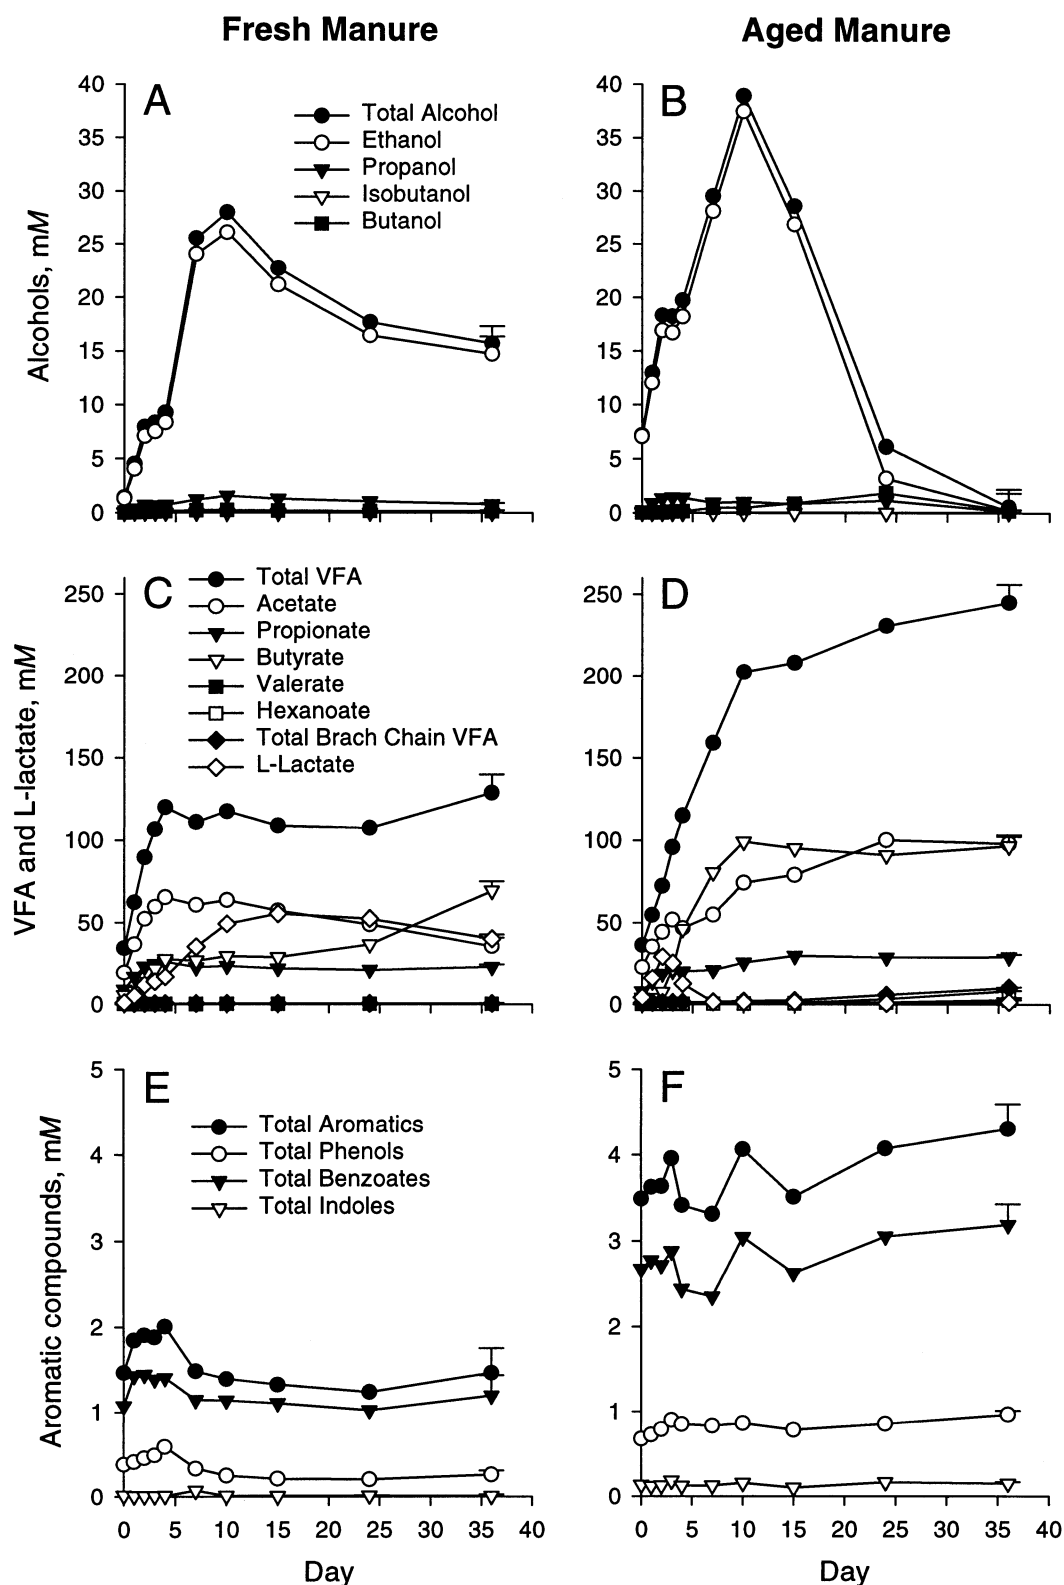 Fresh Manure
Aged Manure
A
B
Alcohols, mM
40
35
30
25
20
15
10
5
0
Total Alcohol
Ethanol
Propanol
Isobutanol
Butanol
40
35
30
25
20
15
10
5
0
C
D
VFA and L-lactate, mM
250
200
150
100
50
0
Total VFA
Acetate
Propionate
Butyrate
Valerate
Hexanoate
Total Brach Chain VFA
L-Lactate
250
200
150
100
50
0
E
F
Aromatic compounds, mM
5
4
3
2
1
0
Total Aromatics
Total Phenols
Total Benzoates
Total Indoles
5
4
3
2
1
0
0 5 10 15 20 25 30 35 40
0 5 10 15 20 25 30 35 40
Day
Day